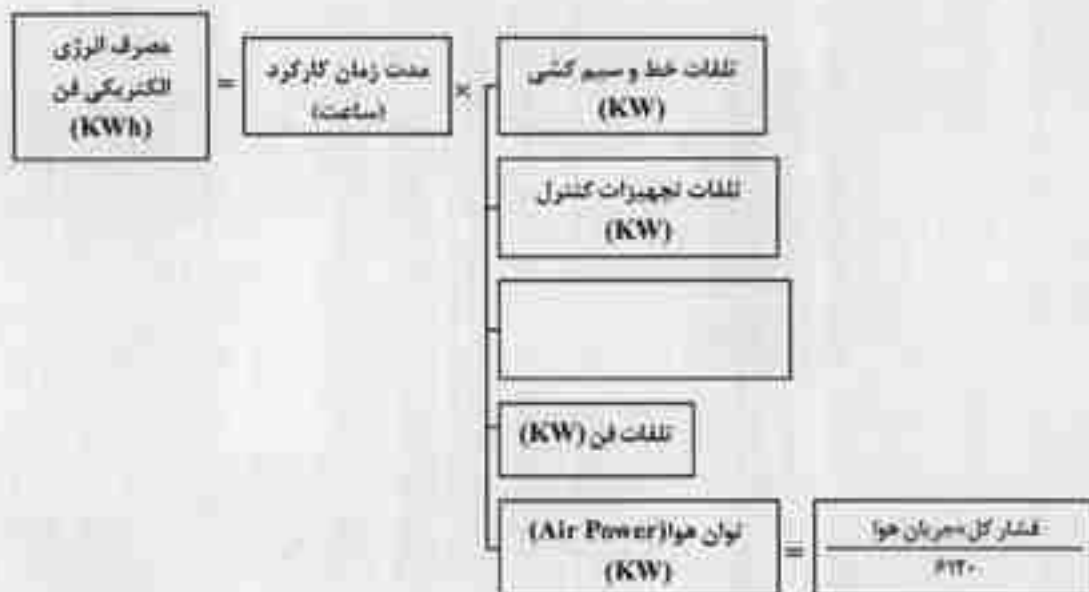 مصرف انرژی
الکتریکی فن
(KWh)
=
مدت زمان کارکرد
(ساعت)
×
تلفات خط و سیم کشی
(KW)
تلفات تجهیزات کنترل
(KW)
تلفات فن (KW)
توان هوا(Air Power)
(KW)
=
فشار کل×جریان هوا